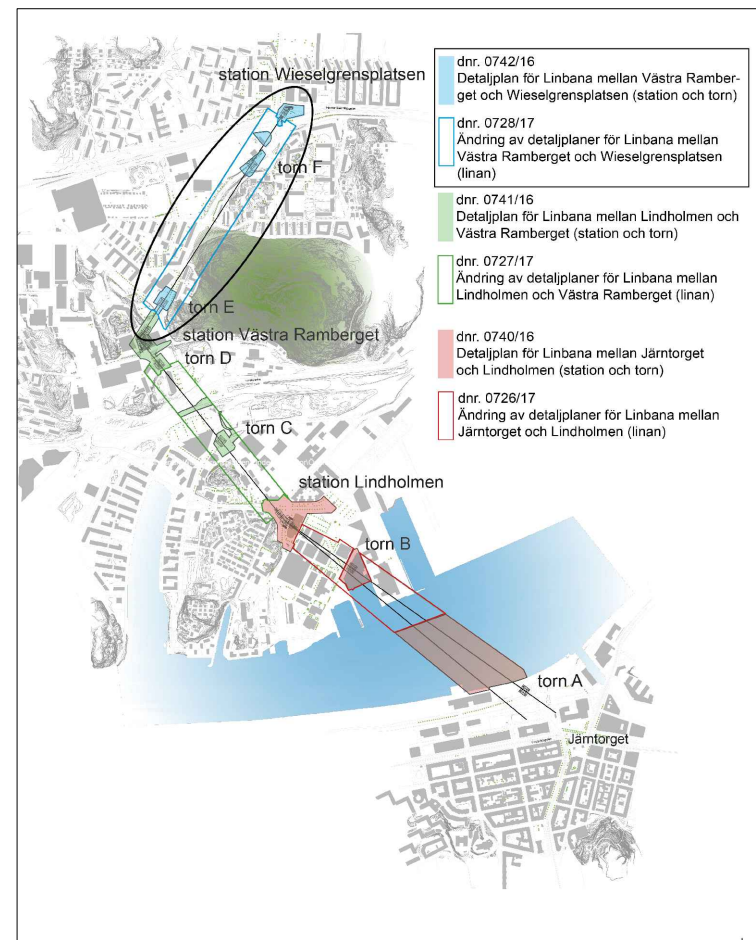 station Wieselgrensplatsen
torn F
torn E
station Västra Ramberget
torn D
torn C
station Lindholmen
torn B
torn A
Järntorget
dnr. 0742/16
Detaljplan för Linbana mellan Västra Ramber-
get och Wieselgrensplatsen (station och torn)
dnr. 0728/17
Ändring av detaljplaner för Linbana mellan
Västra Ramberget och Wieselgrensplatsen
(linan)
dnr. 0741/16
Detaljplan för Linbana mellan Lindholmen och
Västra Ramberget (station och torn)
dnr. 0727/17
Ändring av detaljplaner för Linbana mellan
Lindholmen och Västra Ramberget (linan)
dnr. 0740/16
Detaljplan för Linbana mellan Järntorget
och Lindholmen (station och torn)
dnr. 0726/17
Ändring av detaljplaner för Linbana mellan
Järntorget och Lindholmen (linan)